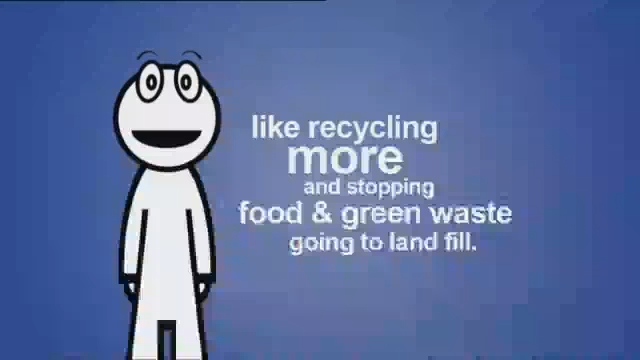 like recycling
more
and stopping
food & green waste
going to land fill.